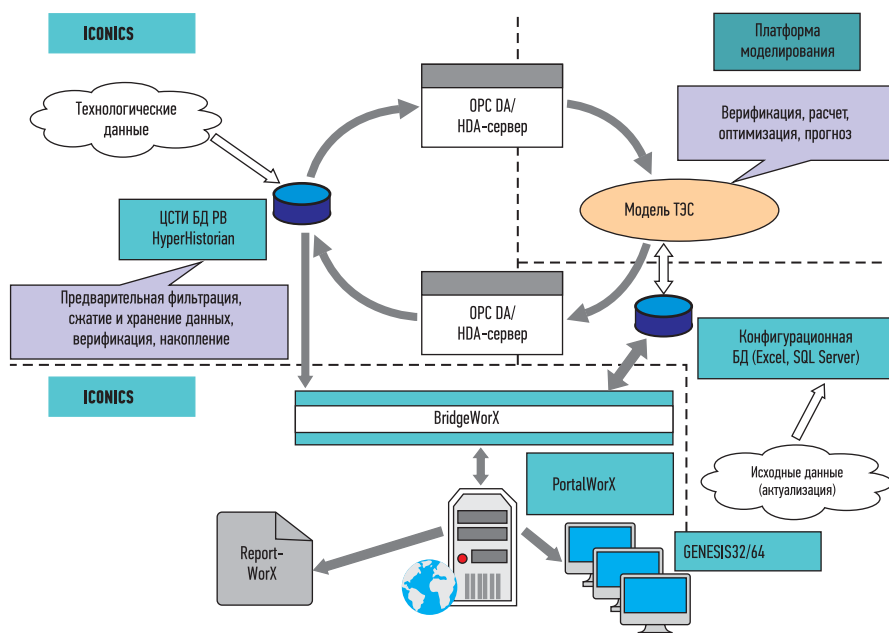 ICONICS
Платформа
моделирования
Технологические
данные
OPC DA/
HDA-сервер
Верификация, расчет,
оптимизация, прогноз
ЦСТИ БД РВ
HyperHistorian
Модель ТЭС
Предварительная фильтрация,
сжатие и хранение данных,
верификация, накопление
OPC DA/
HDA-сервер
Конфигурационная
БД (Excel, SQL Server)
ICONICS
BridgeWorX
Исходные данные
(актуализация)
PortalWorX
Report-
WorX
GENESIS32/64